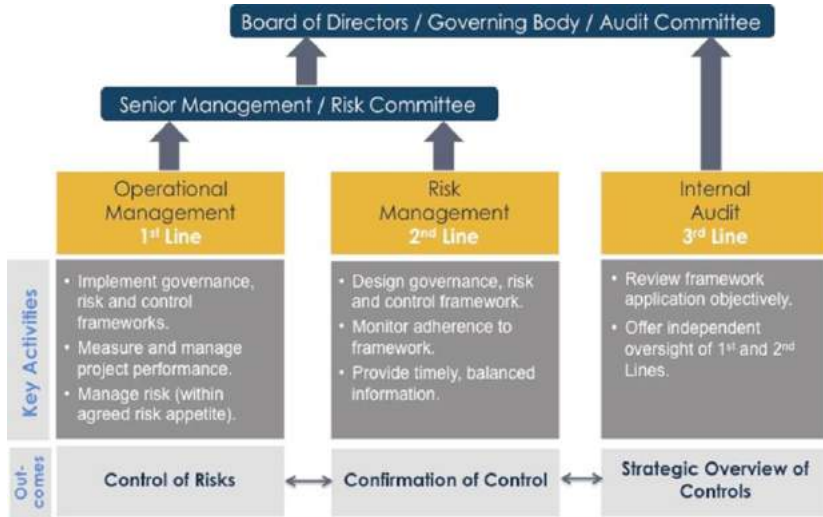 Board of Directors / Governing Body / Audit Committee
Senior Management / Risk Committee
Operational
Management
1st Line
Risk
Management
2nd Line
Internal
Audit
3rd Line
Key Activities
• Implement governance,
risk and control
frameworks.
• Measure and manage
project performance.
• Manage risk (within
agreed risk appetite).
• Design governance, risk
and control framework.
• Monitor adherence to
framework.
• Provide timely, balanced
information.
• Review framework
application objectively.
• Offer independent
oversight of 1st and 2nd
Lines.
Out-
comes
Control of Risks
Confirmation of Control
Strategic Overview of
Controls